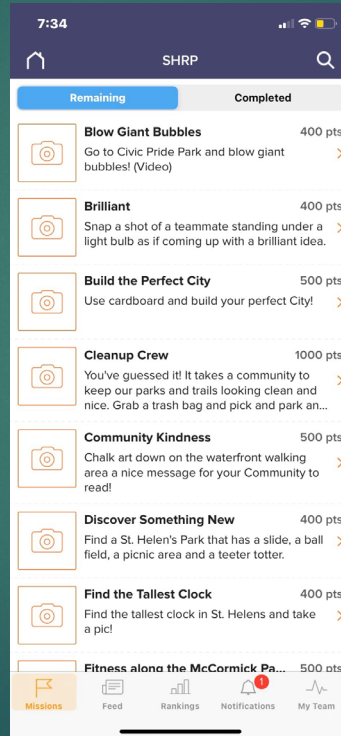 7:34
SHRP
Remaining
Completed
Blow Giant Bubbles
400 pts
Go to Civic Pride Park and blow giant
bubbles! (Video)
Brilliant
400 pts
Snap a shot of a teammate standing under a
light bulb as if coming up with a brilliant idea.
Build the Perfect City
500 pts
Use cardboard and build your perfect City!
Cleanup Crew
1000 pts
You've guessed it! It takes a community to
keep our parks and trails looking clean and
nice. Grab a trash bag and pick and park an...
Community Kindness
500 pts
Chalk art down on the waterfront walking
area a nice message for your Community to
read!
Discover Something New
400 pts
Find a St. Helen's Park that has a slide, a ball
field, a picnic area and a teeter totter.
Find the Tallest Clock
400 pts
Find the tallest clock in St. Helens and take
a pic!
Fitness along the McCormick Pa...
500 pts
1
Missions
Feed
Rankings
Notifications
My Team